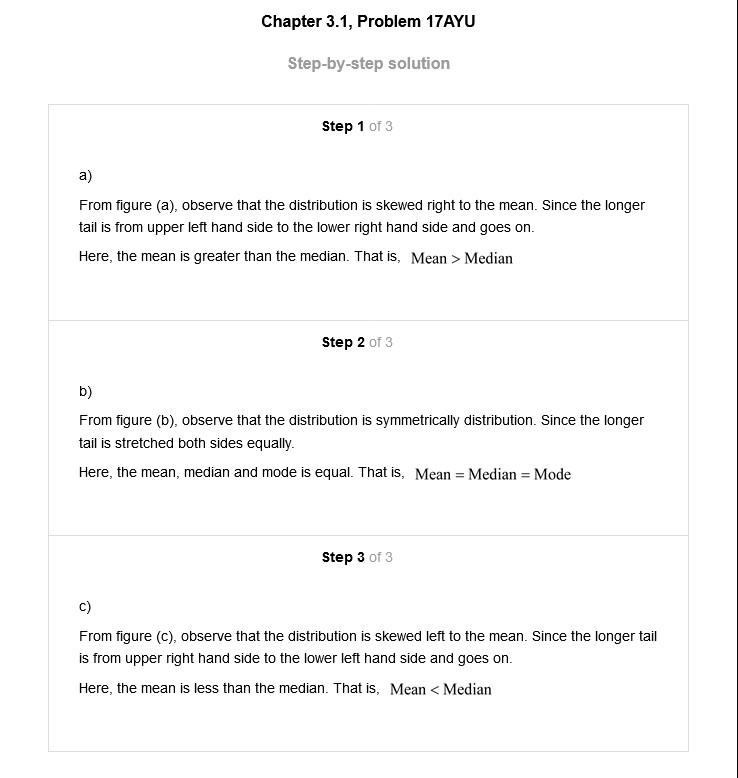 Chapter 3.1, Problem 17AYU
Step-by-step solution
Step 1 of 3
a)
From figure (a), observe that the distribution is skewed right to the mean. Since the longer
tail is from upper left hand side to the lower right hand side and goes on.
Here, the mean is greater than the median. That is, Mean > Median
Step 2 of 3
b)
From figure (b), observe that the distribution is symmetrically distribution. Since the longer
tail is stretched both sides equally.
Here, the mean, median and mode is equal. That is, Mean = Median = Mode
Step 3 of 3
c)
From figure (c), observe that the distribution is skewed left to the mean. Since the longer tail
is from upper right hand side to the lower left hand side and goes on.
Here, the mean is less than the median. That is, Mean < Median